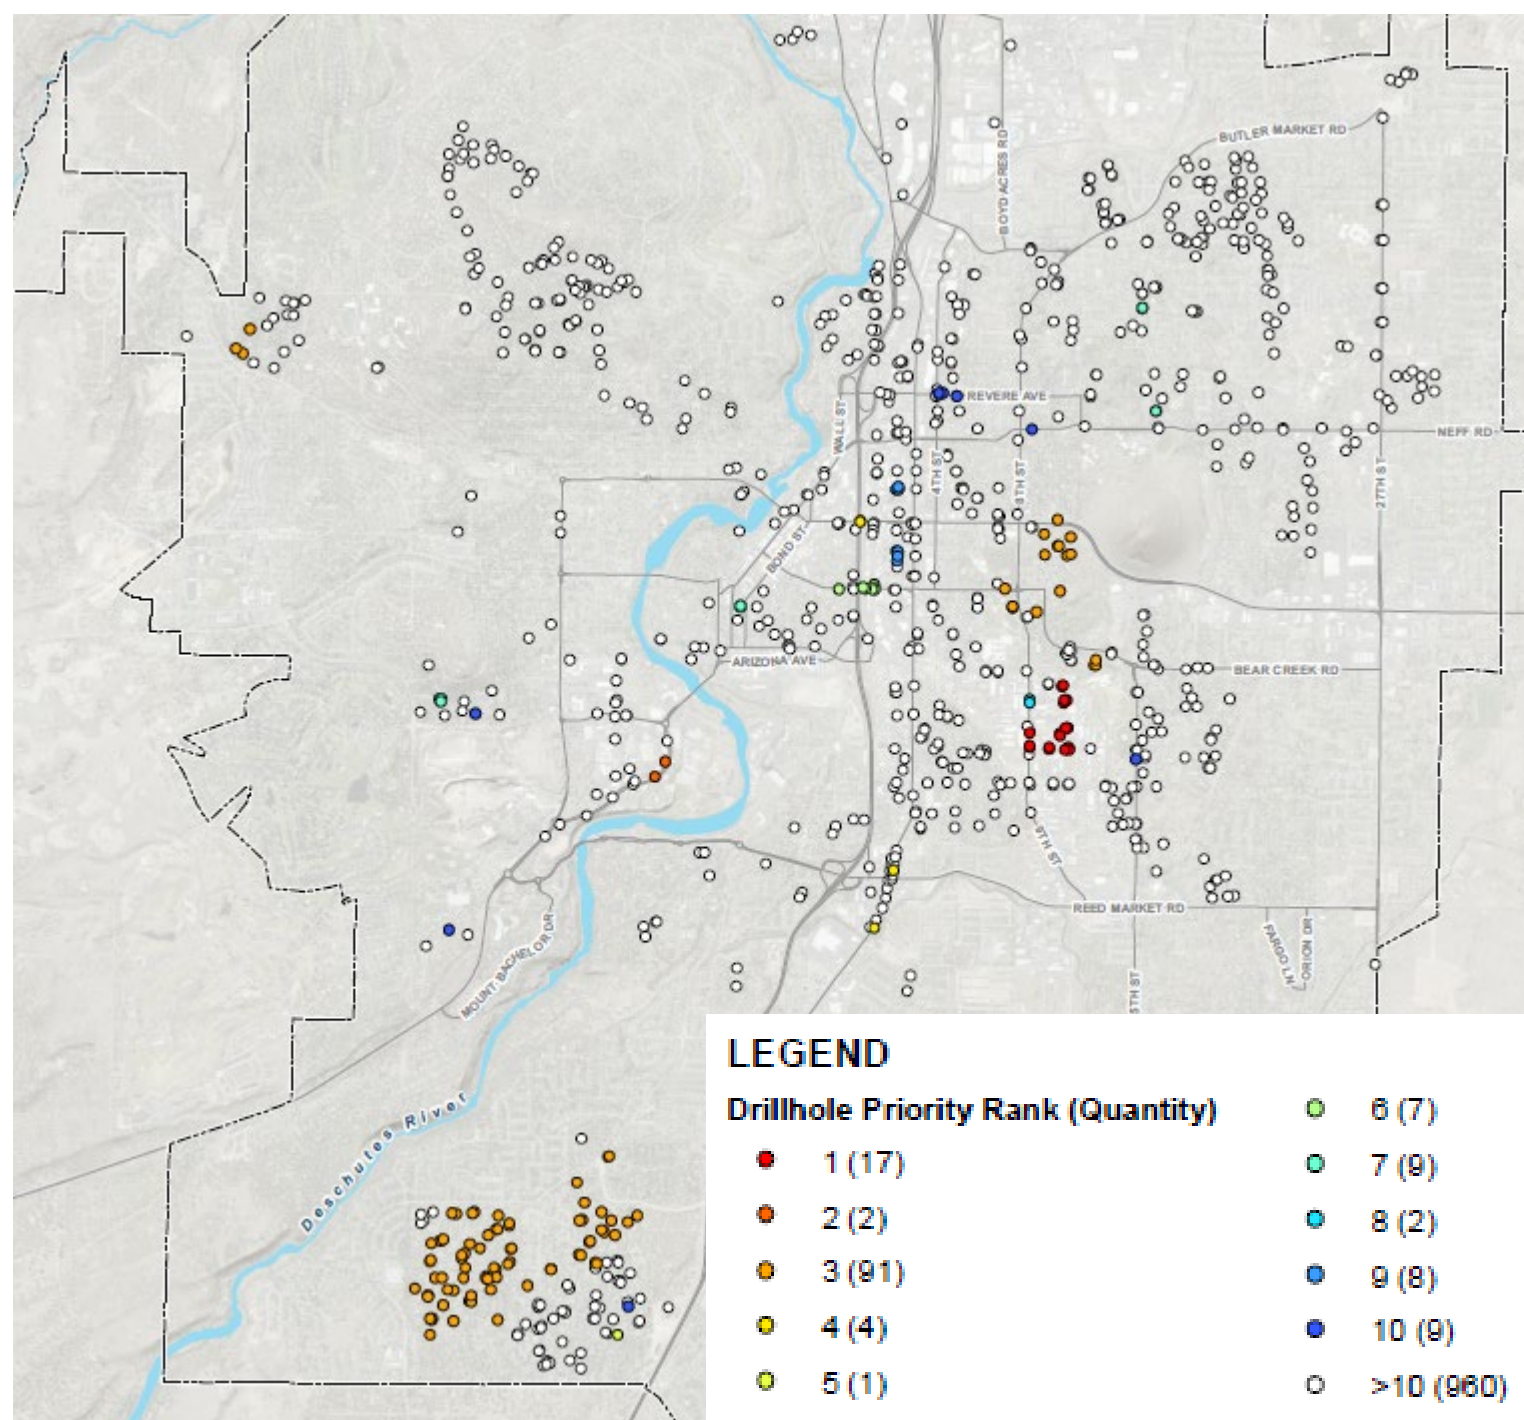 BUTLER MARKET RD
BOYD ACRES RD
REVERE AVE
WALL ST
NEFF RD
4TH ST
8TH ST
27TH ST
BOND ST
ARIZONA AVE
BEAR CREEK RD
9TH ST
REED MARKET RD
FARGO LN
ORION DR
MOUNT BACHELOR DR
5TH ST
Deschutes River
LEGEND
Drillhole Priority Rank (Quantity)
1 (17)
2 (2)
3 (91)
4 (4)
5 (1)
6 (7)
7 (9)
8 (2)
9 (8)
10 (9)
>10 (960)